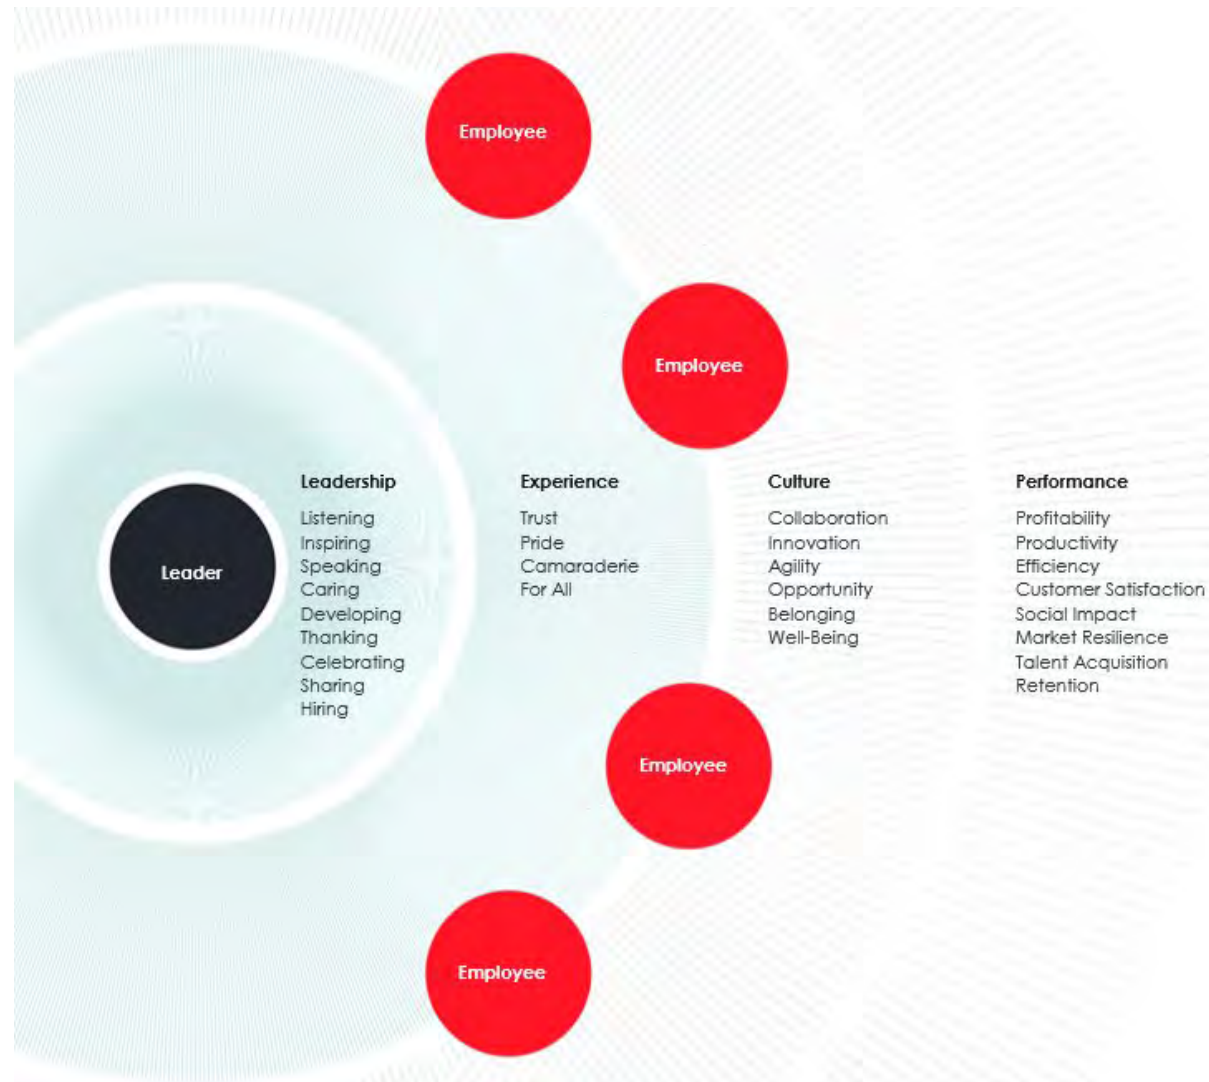 Employee
Employee
Leader
Leadership
Listening
Inspiring
Speaking
Caring
Developing
Thanking
Celebrating
Sharing
Hiring
Experience
Trust
Pride
Camaraderie
For All
Culture
Collaboration
Innovation
Agility
Opportunity
Belonging
Well-Being
Performance
Profitability
Productivity
Efficiency
Customer Satisfaction
Social Impact
Market Resilience
Talent Acquisition
Retention
Employee
Employee